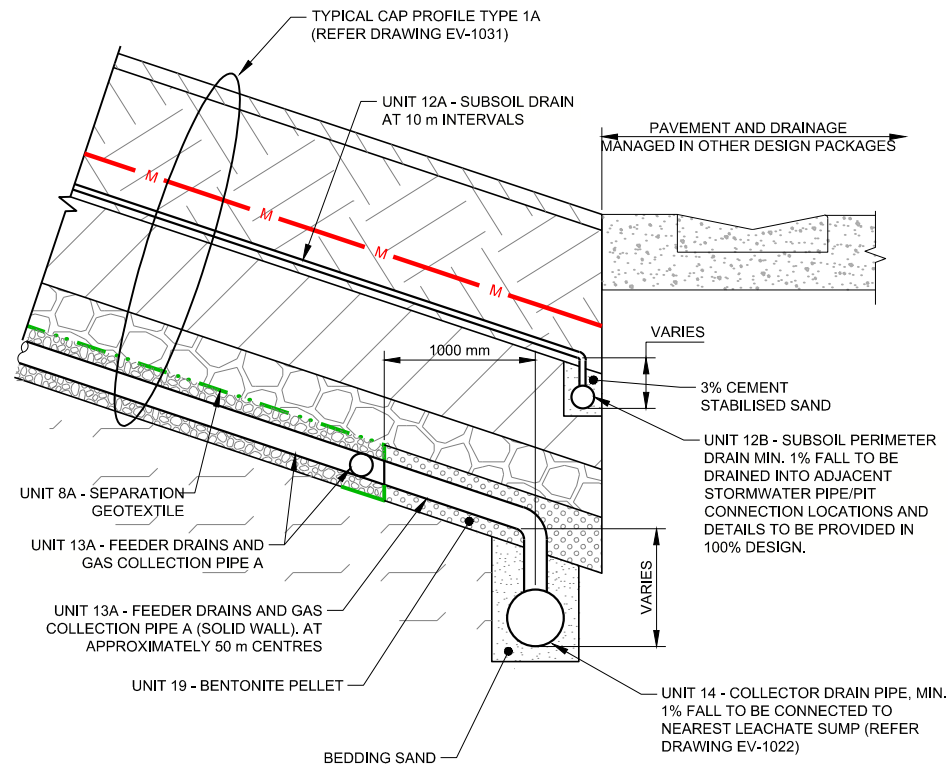 TYPICAL CAP PROFILE TYPE 1A
(REFER DRAWING EV-1031)
UNIT 12A - SUBSOIL DRAIN
AT 10 m INTERVALS
PAVEMENT AND DRAINAGE
MANAGED IN OTHER DESIGN PACKAGES
M
M
M
M
VARIES
1000 mm
3% CEMENT
STABILISED SAND
UNIT 12B - SUBSOIL PERIMETER
DRAIN MIN. 1% FALL TO BE
DRAINED INTO ADJACENT
STORMWATER PIPE/PIT
CONNECTION LOCATIONS AND
DETAILS TO BE PROVIDED IN
100% DESIGN.
UNIT 8A - SEPARATION
GEOTEXTILE
UNIT 13A - FEEDER DRAINS AND
GAS COLLECTION PIPE A
VARIES
UNIT 13A - FEEDER DRAINS AND GAS
COLLECTION PIPE A (SOLID WALL). AT
APPROXIMATELY 50 m CENTRES
UNIT 19 - BENTONITE PELLET
UNIT 14 - COLLECTOR DRAIN PIPE, MIN.
1% FALL TO BE CONNECTED TO
NEAREST LEACHATE SUMP (REFER
DRAWING EV-1022)
BEDDING SAND